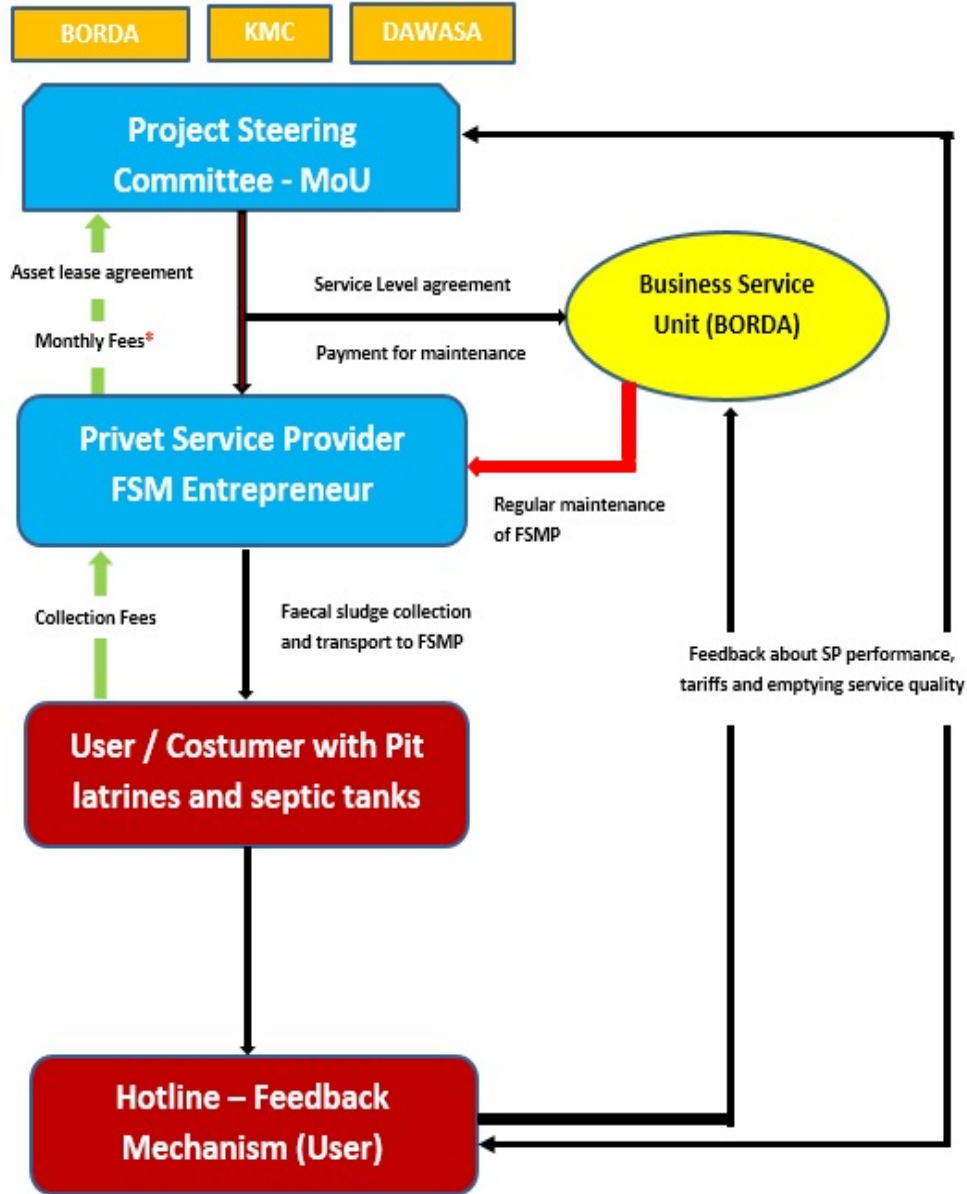 BORDA
KMC
DAWASA
Project Steering
Committee - MoU
Asset lease agreement
Monthly Fees*
Service Level agreement
Payment for maintenance
Business Service
Unit (BORDA)
Privet Service Provider
FSM Entrepreneur
Regular maintenance
of FSMP
Collection Fees
Faecal sludge collection
and transport to FSMP
Feedback about SP performance,
tariffs and emptying service quality
User / Costumer with Pit
latrines and septic tanks
Hotline – Feedback
Mechanism (User)